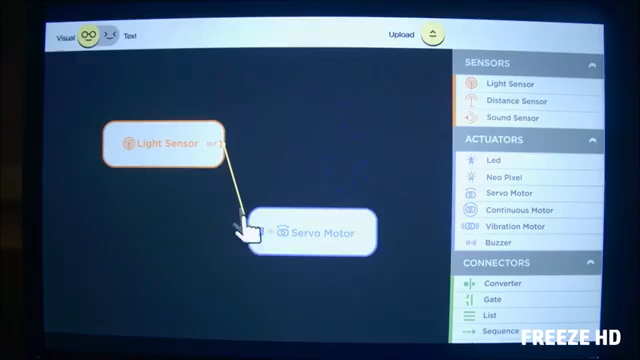 Visual
Text
Upload
SENSORS
Light Sensor
Distance Sensor
Sound Sensor
ACTUATORS
Led
Neo Pixel
Servo Motor
Continuous Motor
Vibration Motor
Buzzer
CONNECTORS
Converter
Gate
List
Sequence
Light Sensor
Servo Motor
FREEZE HD